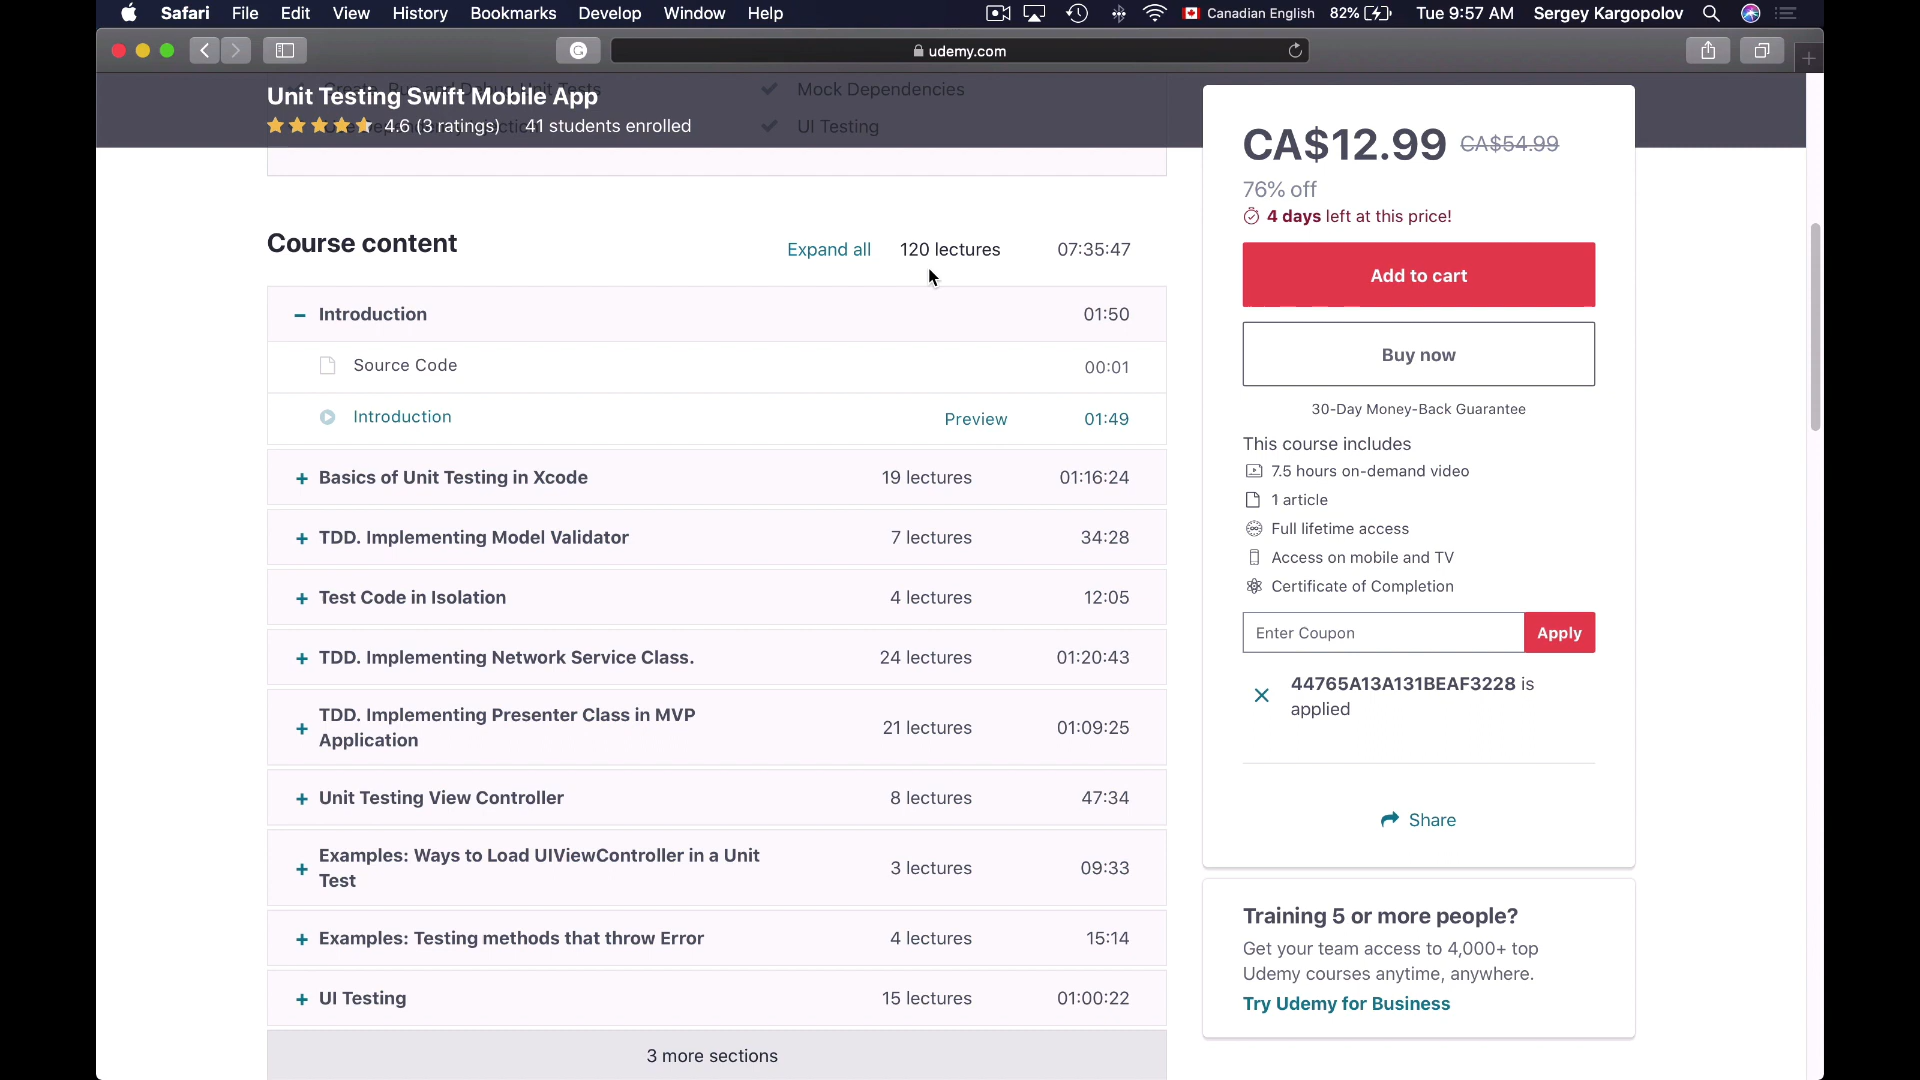 Safari File Edit View History Bookmarks Develop Window Help Canadian English 82% Tue 9:57 AM Sergey Kargopolov
udemy.com
Unit Testing Swift Mobile App
Mock Dependencies
4.6 (3 ratings) 41 students enrolled
UI Testing
Course content
Expand all 120 lectures 07:35:47
Introduction 01:50
Source Code 00:01
Introduction Preview 01:49
Basics of Unit Testing in Xcode 19 lectures 01:16:24
TDD. Implementing Model Validator 7 lectures 34:28
Test Code in Isolation 4 lectures 12:05
TDD. Implementing Network Service Class. 24 lectures 01:20:43
TDD. Implementing Presenter Class in MVP
Application
21 lectures 01:09:25
Unit Testing View Controller 8 lectures 47:34
Examples: Ways to Load UIViewController in a Unit
Test
3 lectures 09:33
Examples: Testing methods that throw Error 4 lectures 15:14
UI Testing 15 lectures 01:00:22
3 more sections
CA$12.99 CA$54.99
76% off
4 days left at this price!
Add to cart
Buy now
30-Day Money-Back Guarantee
This course includes
7.5 hours on-demand video
1 article
Full lifetime access
Access on mobile and TV
Certificate of Completion
Enter Coupon Apply
44765A13A131BEAF3228 is
applied
Share
Training 5 or more people?
Get your team access to 4,000+ top
Udemy courses anytime, anywhere.
Try Udemy for Business